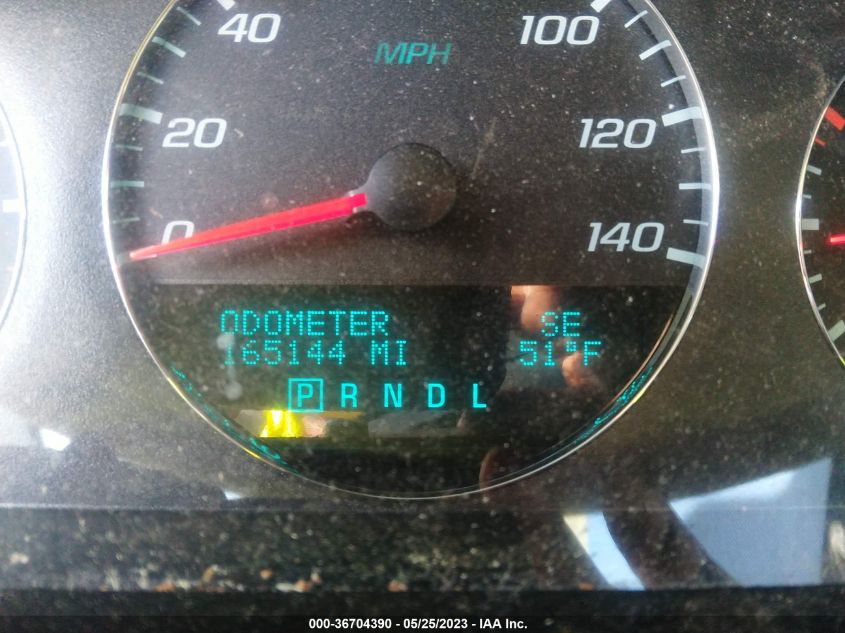 40 MPH 100
20 120
0 140
ODOMETER SE
165144 MI 51°F
P R N D L
000-36704390 - 05/25/2023 - IAA Inc.